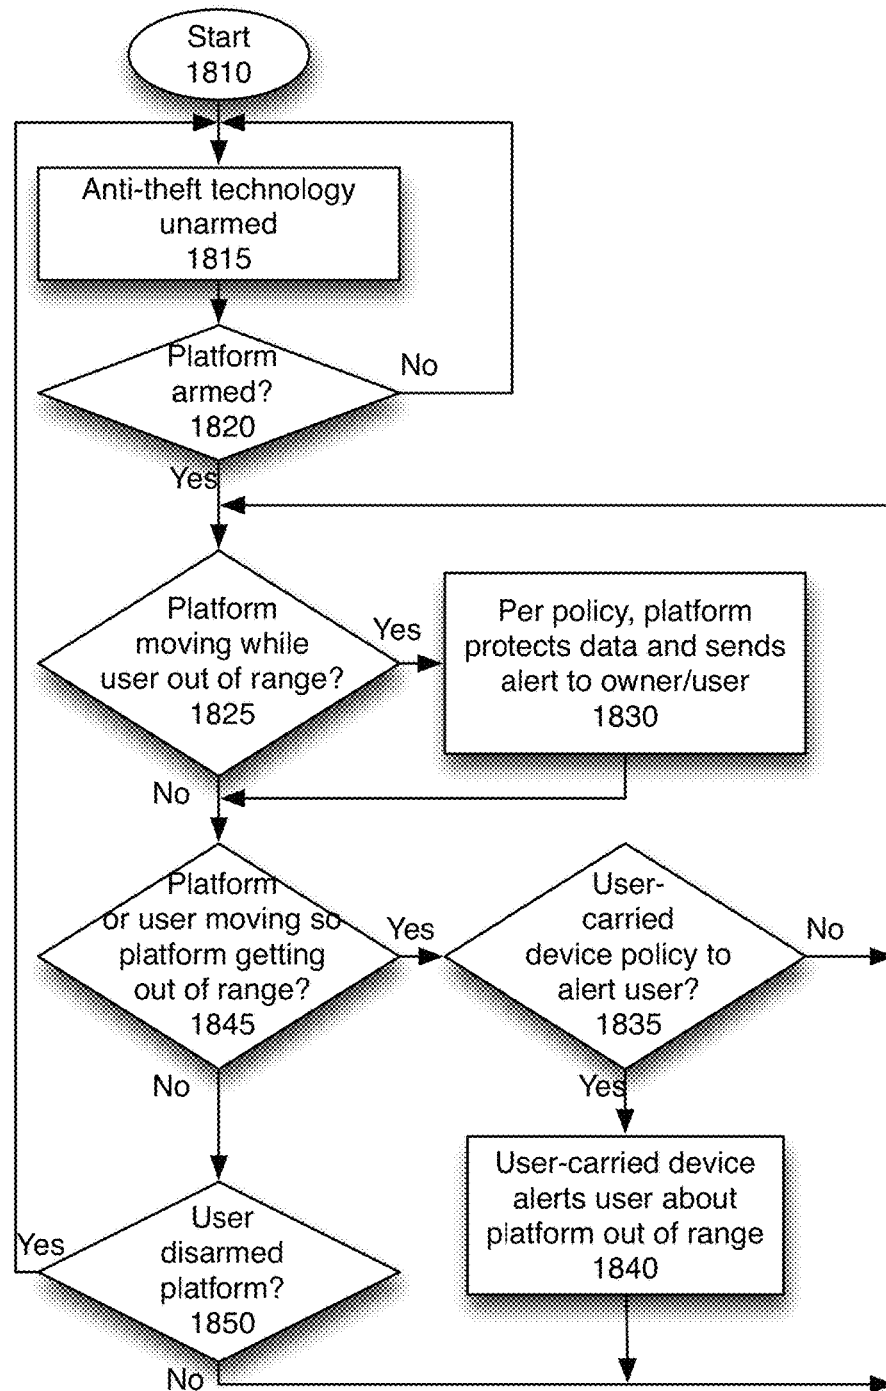 Start
1810
Anti-theft technology
unarmed
1815
Platform
armed?
1820
No
Yes
Platform
moving while
user out of range?
1825
Yes
Per policy, platform
protects data and sends
alert to owner/user
1830
No
Platform
or user moving so
platform getting
out of range?
1845
Yes
User-
carried
device policy to
alert user?
1835
No
No
Yes
User-carried device
alerts user about
platform out of range
1840
User
disarmed
platform?
1850
Yes
No